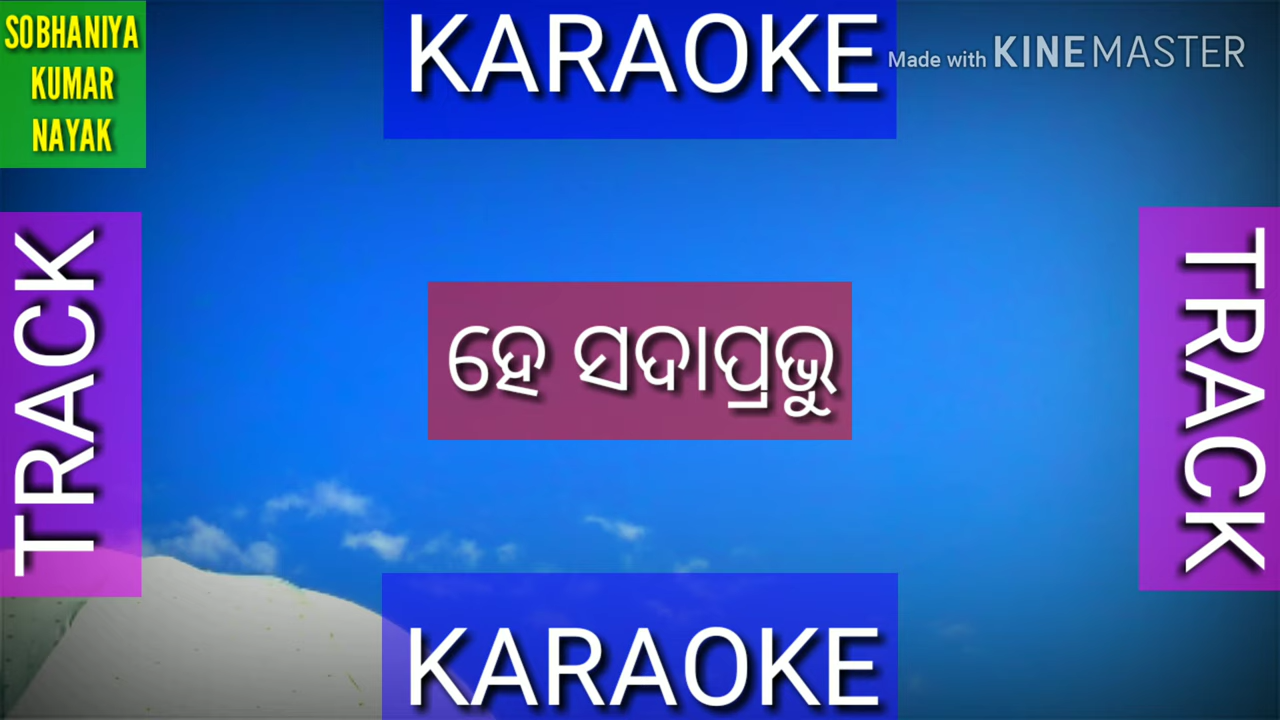 SOBHANIYA
KUMAR
NAYAK
KARAOKE
Made with KINEMASTER
TRACK
ହେ ସଦାପ୍ରଭୁ
TRACK
KARAOKE